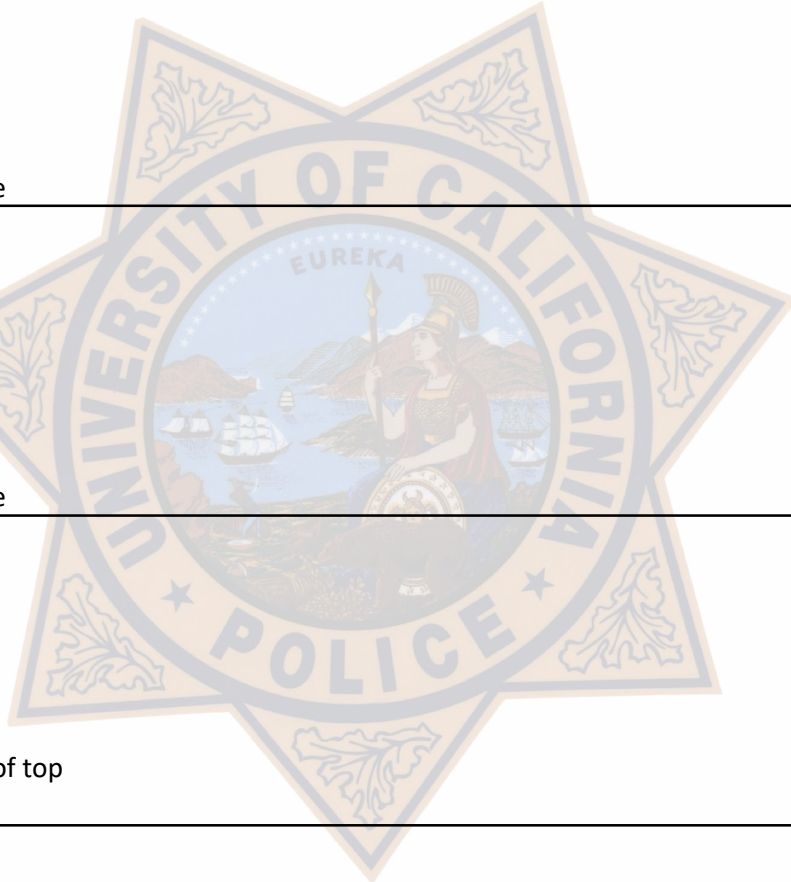 e
UNIVERSITY OF CALIFORNIA
EUREKA
e
POLICE
of top